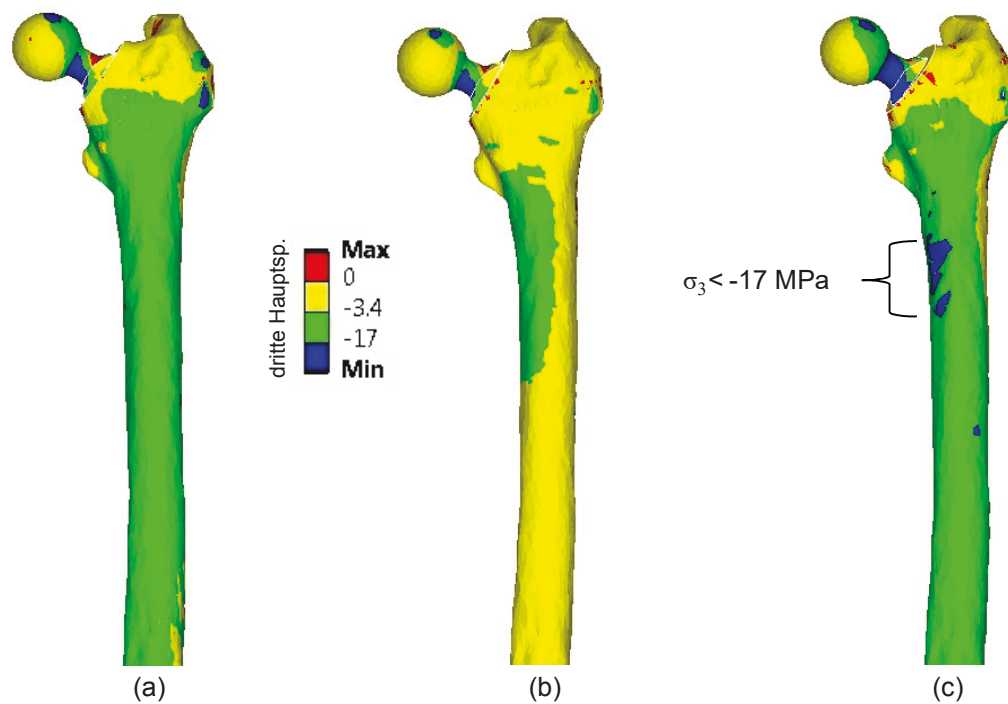 dritte Hauptsp.
Max
0
-3.4
-17
Min
σ₃< -17 MPa
(a)
(b)
(c)